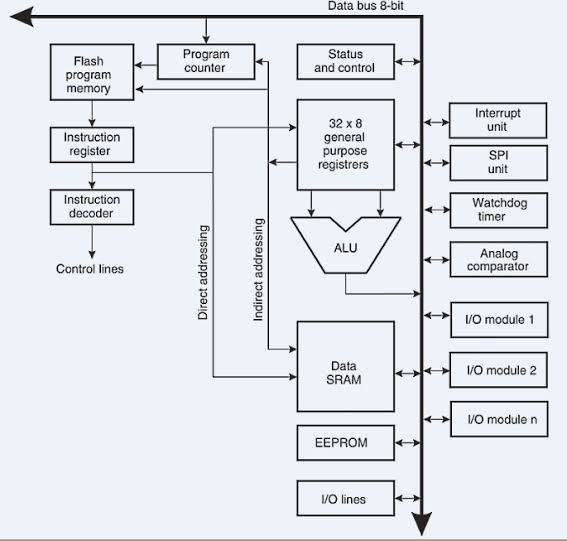 Data bus 8-bit
Flash
program
memory
Program
counter
Status
and control
Instruction
register
32 x 8
general
purpose
registrers
Interrupt
unit
SPI
unit
Instruction
decoder
Watchdog
timer
ALU
Analog
comparator
Control lines
Direct addressing
Indirect addressing
I/O module 1
Data
SRAM
I/O module 2
I/O module n
EEPROM
I/O lines